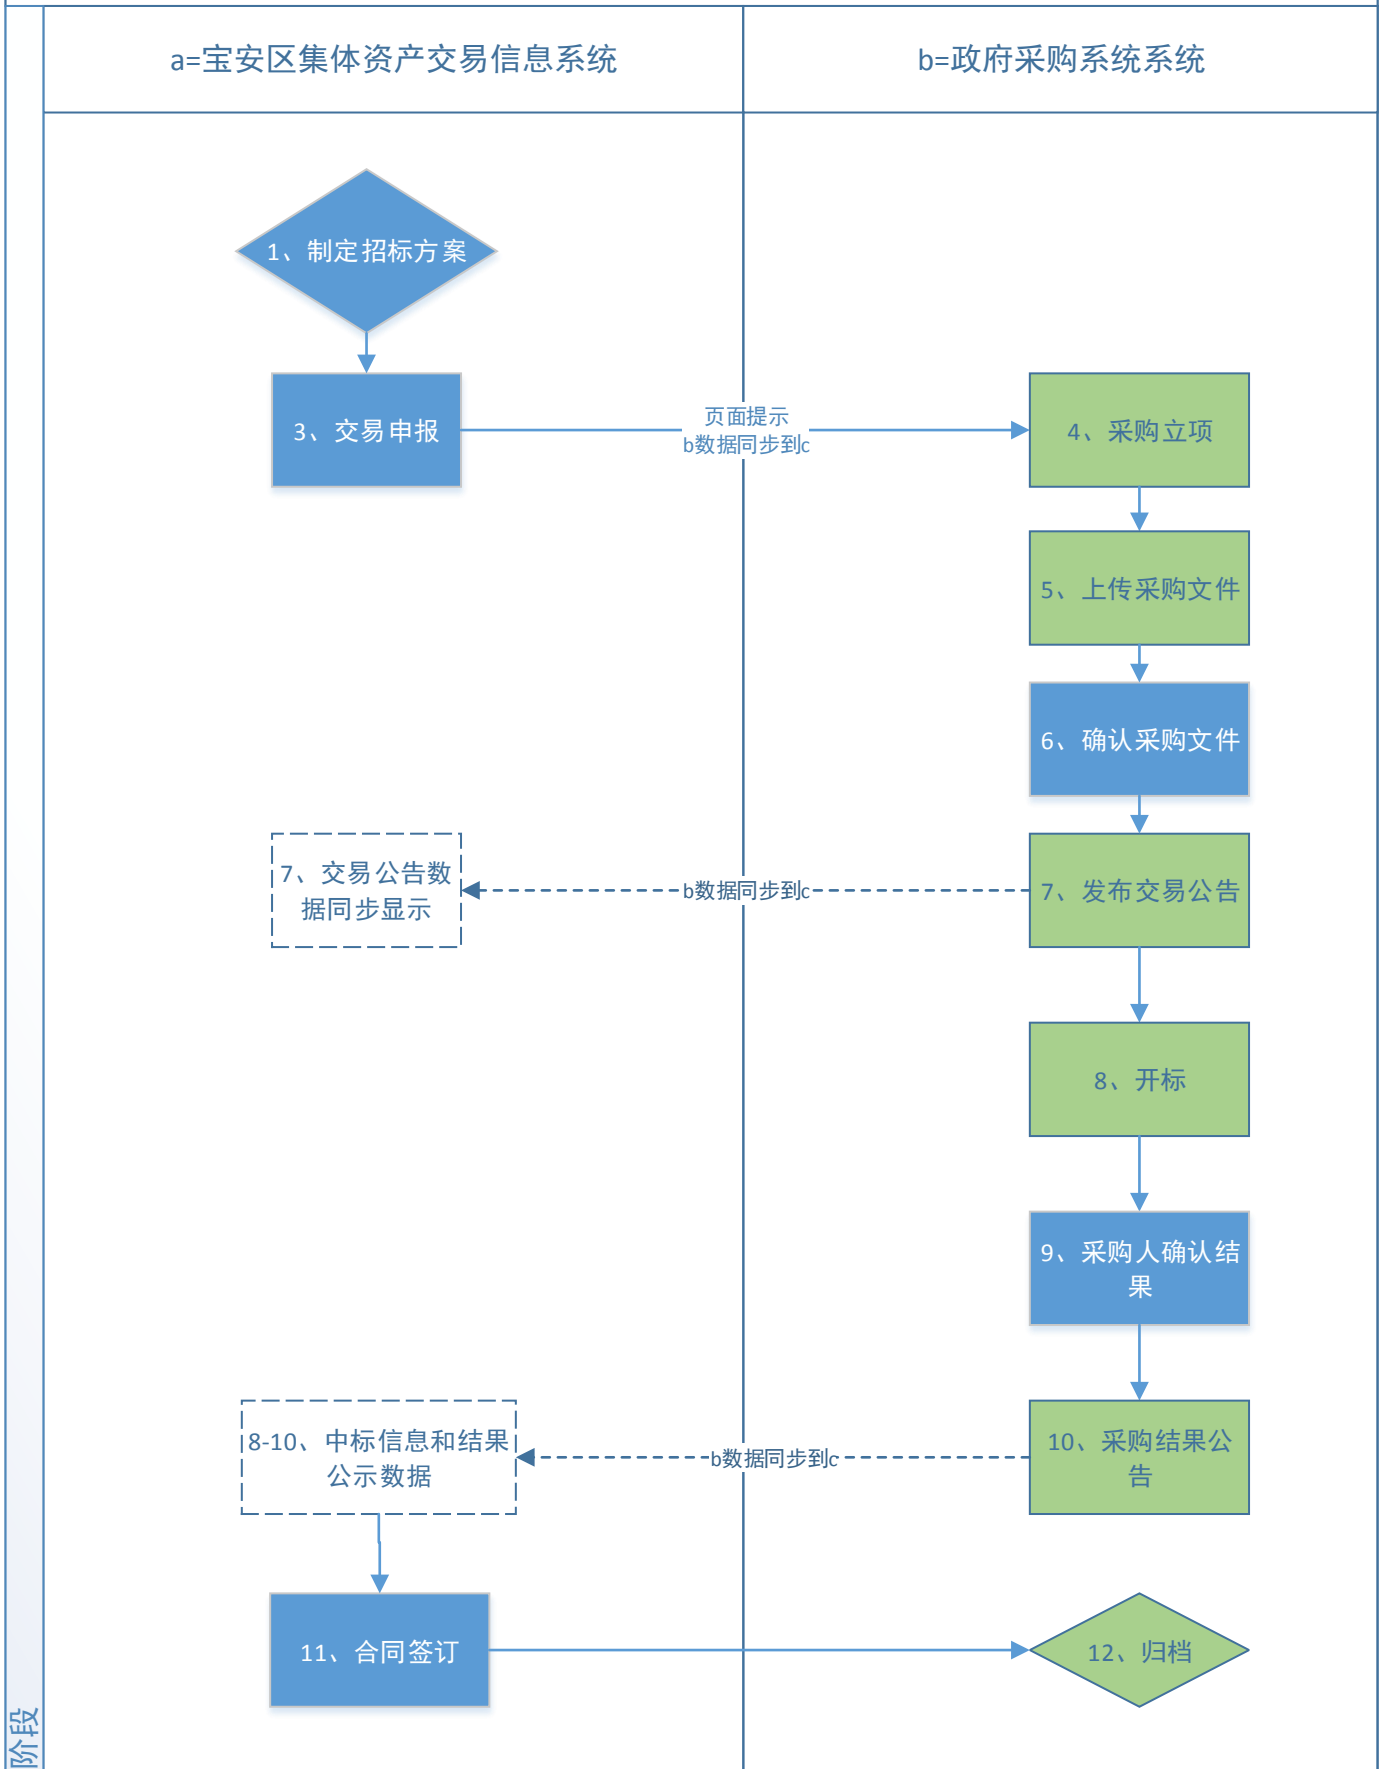 a=宝安区集体资产交易信息系统
b=政府采购系统系统
1、制定招标方案
3、交易申报
页面提示
b数据同步到c
4、采购立项
5、上传采购文件
6、确认采购文件
7、交易公告数
据同步显示
b数据同步到c
7、发布交易公告
8、开标
9、采购人确认结
果
8-10、中标信息和结果
公示数据
b数据同步到c
10、采购结果公
告
11、合同签订
12、归档
阶段